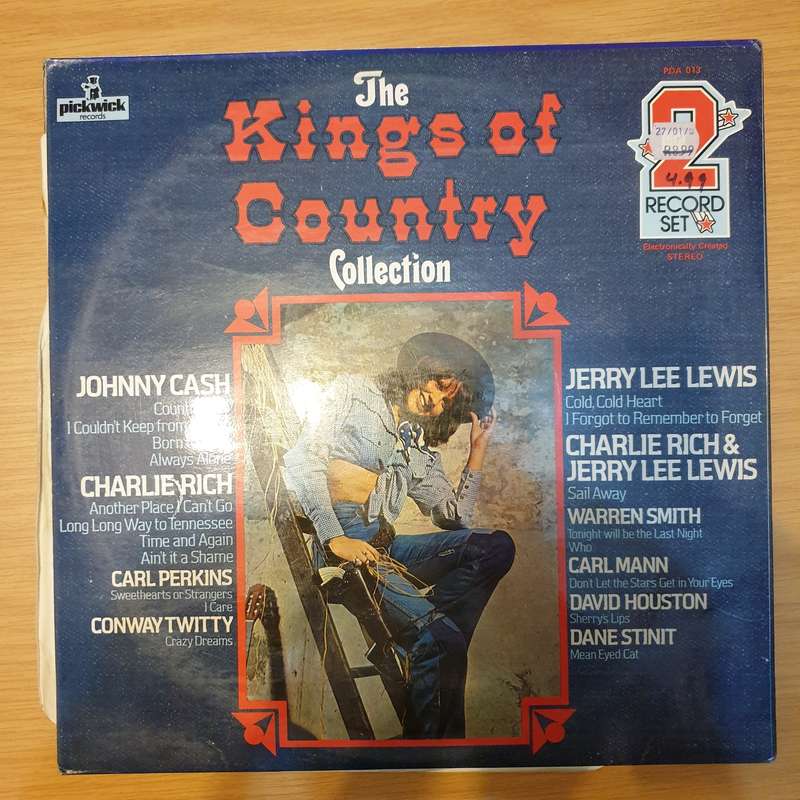 pickwick
records
The
Kings of
Country
Collection
PDA 013
27/01/
R8.99
2
4.99
RECORD
SET
Electronically Created
STEREO
JOHNNY CASH
I Couldn't Keep from
Born
Always Alone
CHARLIE RICH
Another Place I Can't Go
Long Long Way to Tennessee
Time and Again
Ain't it a Shame
CARL PERKINS
Sweethearts or Strangers
I Care
CONWAY TWITTY
Crazy Dreams
JERRY LEE LEWIS
Cold, Cold Heart
I Forgot to Remember to Forget
CHARLIE RICH &
JERRY LEE LEWIS
Sail Away
WARREN SMITH
Tonight will be the Last Night
Who
CARL MANN
Don't Let the Stars Get in Your Eyes
DAVID HOUSTON
Sherry's Lips
DANE STINIT
Mean Eyed Cat